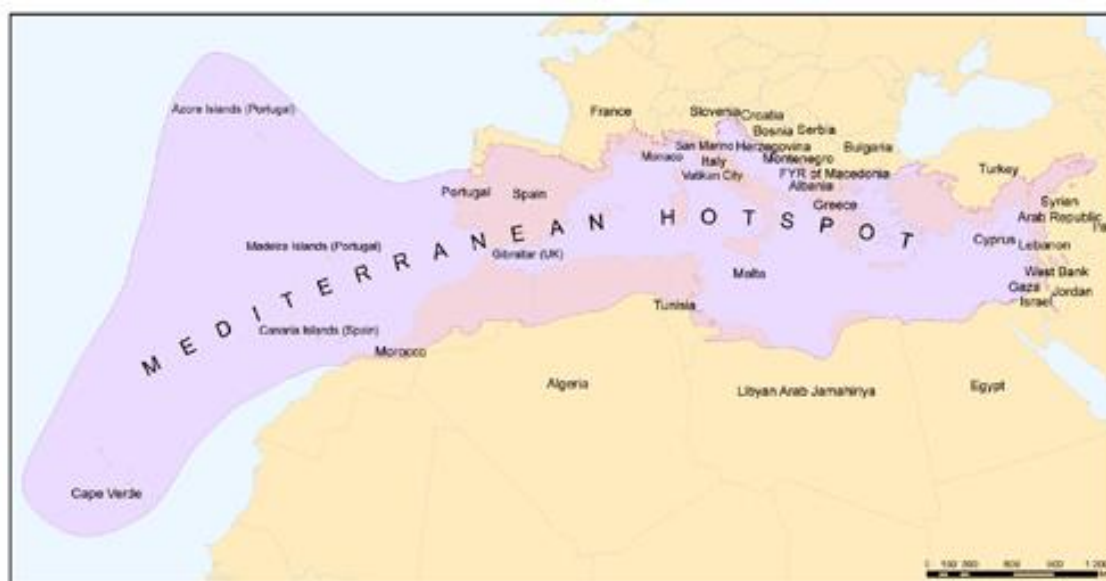 Azore Islands (Portugal)
France
Slovenia
Croatia
Bosnia
Serbia
San Marino
Herzegovina
Bulgaria
Monaco
Italy
Montenegro
Vatikan City
FYR of Macedonia
Turkey
Albania
Portugal
Spain
Greece
Syrian
Arab Republic
MEDITERRANEAN HOTSPOT
Madeira Islands (Portugal)
Gibraltar (UK)
Cyprus
Lebanon
Malta
West Bank
Gaza
Jordan
Israel
Tunisia
Canaria Islands (Spain)
Morocco
Algeria
Libyan Arab Jamahiriya
Egypt
Cape Verde